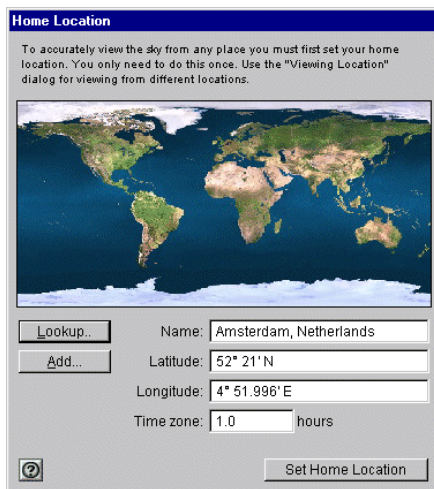 Home Location
To accurately view the sky from any place you must first set your home
location. You only need to do this once. Use the "Viewing Location"
dialog for viewing from different locations.
Lookup..
Name: Amsterdam, Netherlands
Add...
Latitude: 52° 21' N
Longitude: 4° 51.996' E
Time zone: 1.0 hours
?
Set Home Location